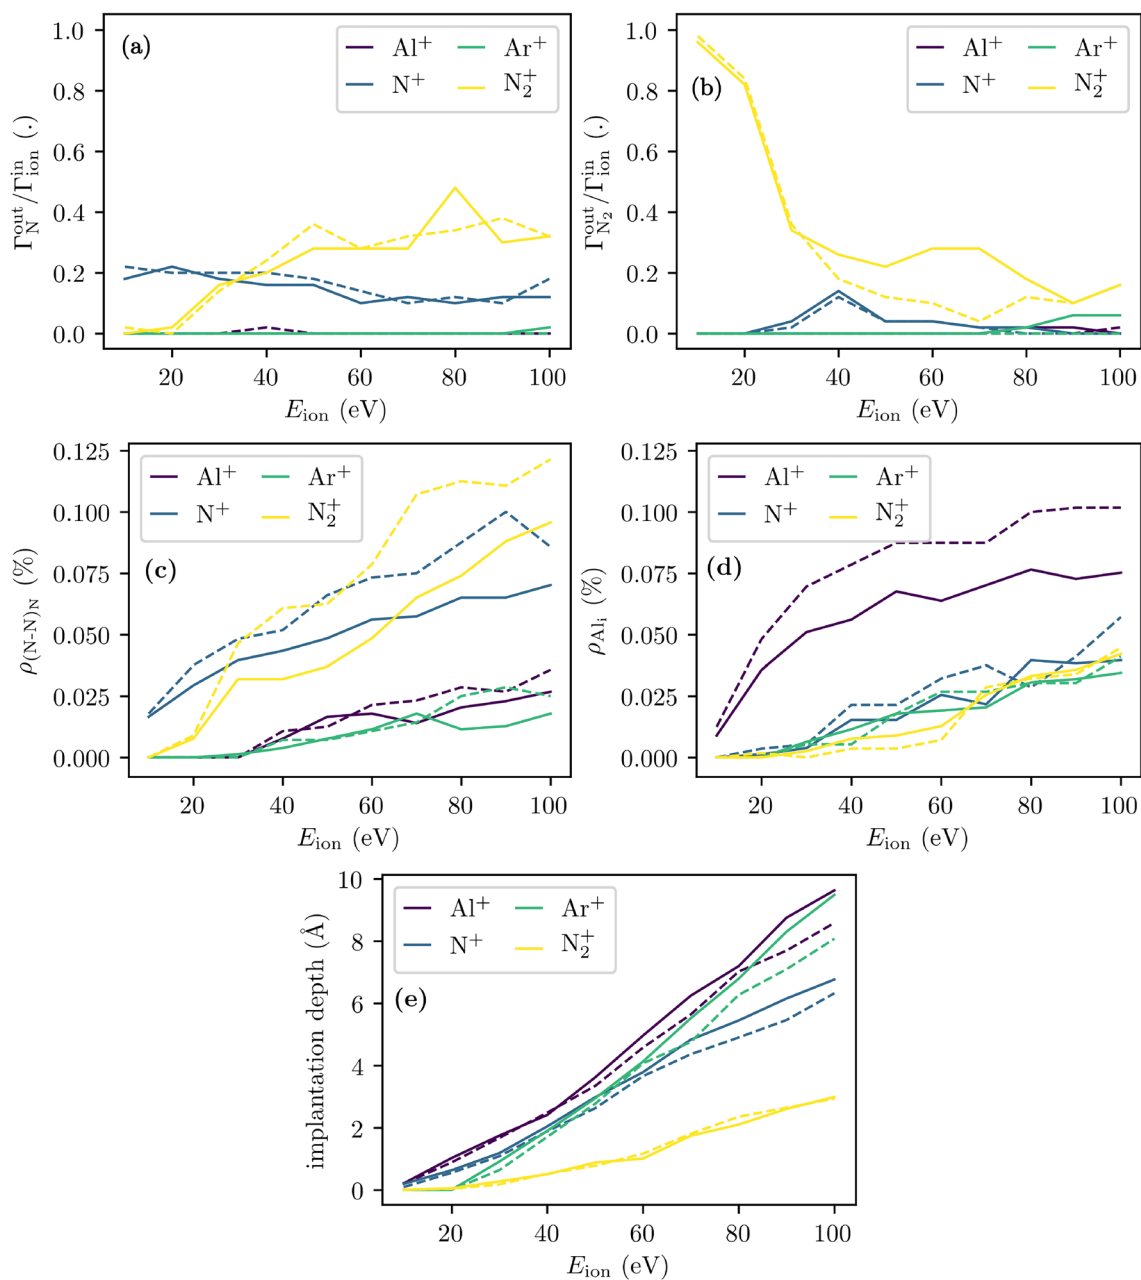 (a)
Al⁺ Ar⁺
N⁺ N₂⁺
1.0
0.8
0.6
0.4
0.2
0.0
Γ_N^out/Γ_ion^in (.)
20 40 60 80 100
E_ion (eV)
(b)
Al⁺ Ar⁺
N⁺ N₂⁺
1.0
0.8
0.6
0.4
0.2
0.0
Γ_N₂^out/Γ_ion^in (.)
20 40 60 80 100
E_ion (eV)
(c)
Al⁺ Ar⁺
N⁺ N₂⁺
0.125
0.100
0.075
0.050
0.025
0.000
ρ_(N-N)_N (%)
20 40 60 80 100
E_ion (eV)
(d)
Al⁺ Ar⁺
N⁺ N₂⁺
0.125
0.100
0.075
0.050
0.025
0.000
ρ_Al_i (%)
20 40 60 80 100
E_ion (eV)
(e)
Al⁺ Ar⁺
N⁺ N₂⁺
10
8
6
4
2
0
implantation depth (Å)
20 40 60 80 100
E_ion (eV)